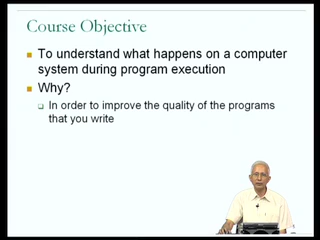 Course Objective
To understand what happens on a computer
system during program execution
Why?
In order to improve the quality of the programs
that you write